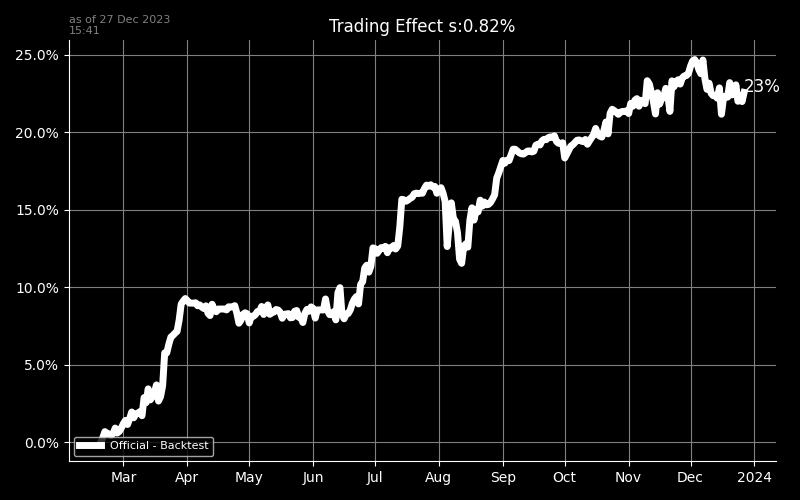 as of 27 Dec 2023
15:41
Trading Effect s:0.82%
25.0%
20.0%
15.0%
10.0%
5.0%
0.0%
23%
Official - Backtest
Mar Apr May Jun Jul Aug Sep Oct Nov Dec 2024